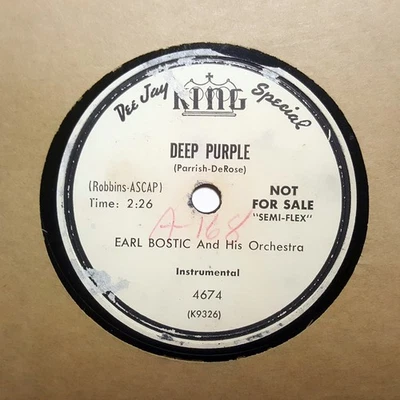 Dee Jay KING Special
DEEP PURPLE
(Parrish-DeRose)
(Robbins-ASCAP)
Time: 2:26
NOT
FOR SALE
"SEMI-FLEX"
A-168
EARL BOSTIC And His Orchestra
Instrumental
4674
(K9326)